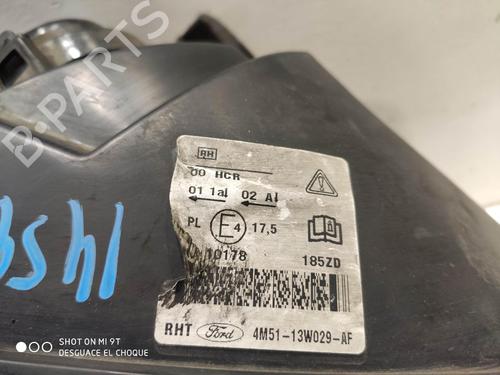 B-PARTS
RH
00 HCR
01 1a 02 A
PL E4 17,5
10178 185ZD
RHT Ford 4M51-13W029-AF
SHOT ON MI 9T
DESGUACE EL CHOQUE